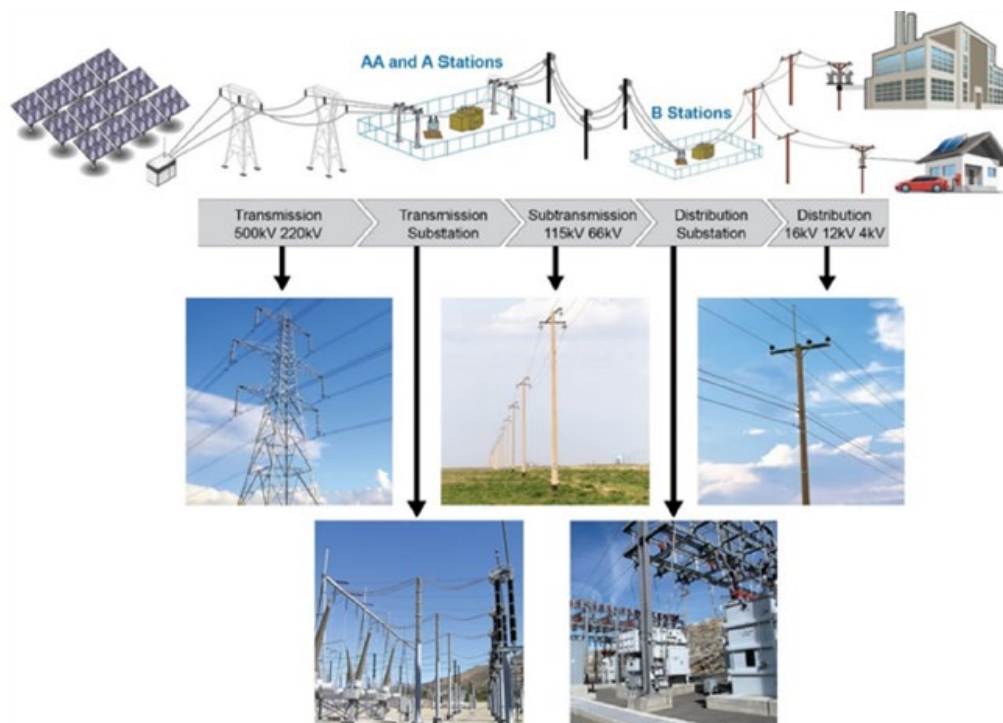 AA and A Stations
B Stations
Transmission
500kV 220kV
Transmission
Substation
Subtransmission
115kV 66kV
Distribution
Substation
Distribution
16kV 12kV 4kV